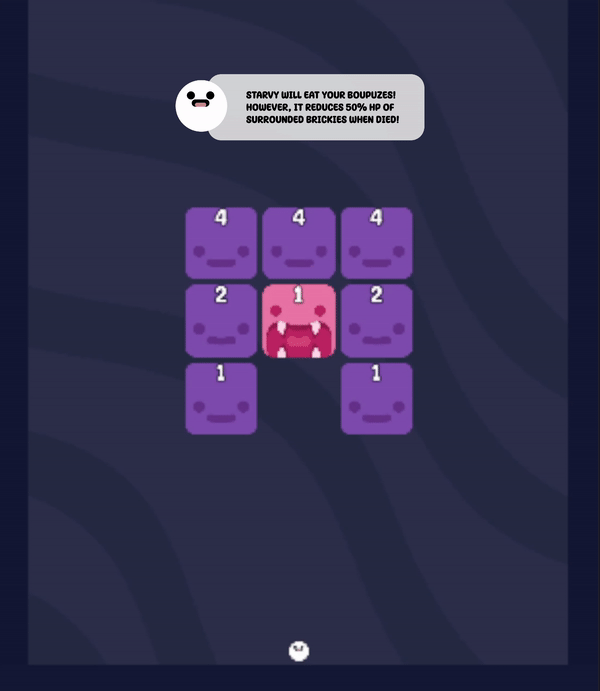 STARVY WILL EAT YOUR BOUPUZES!
HOWEVER, IT REDUCES 50% HP OF
SURROUNDED BRICKIES WHEN DIED!
4 4 4
2 1 2
1 1